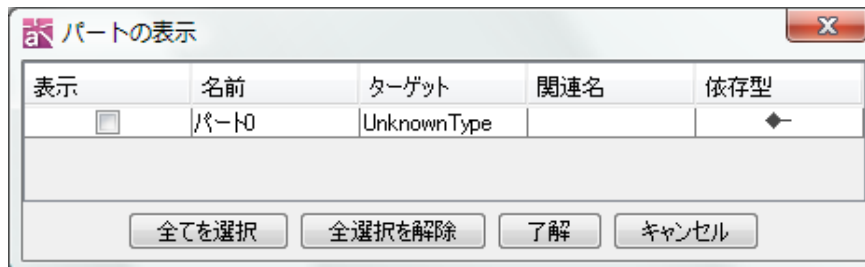 パートの表示
表示 名前 ターゲット 関連名 依存型
パート0 UnknownType
全てを選択 全選択を解除 了解 キャンセル